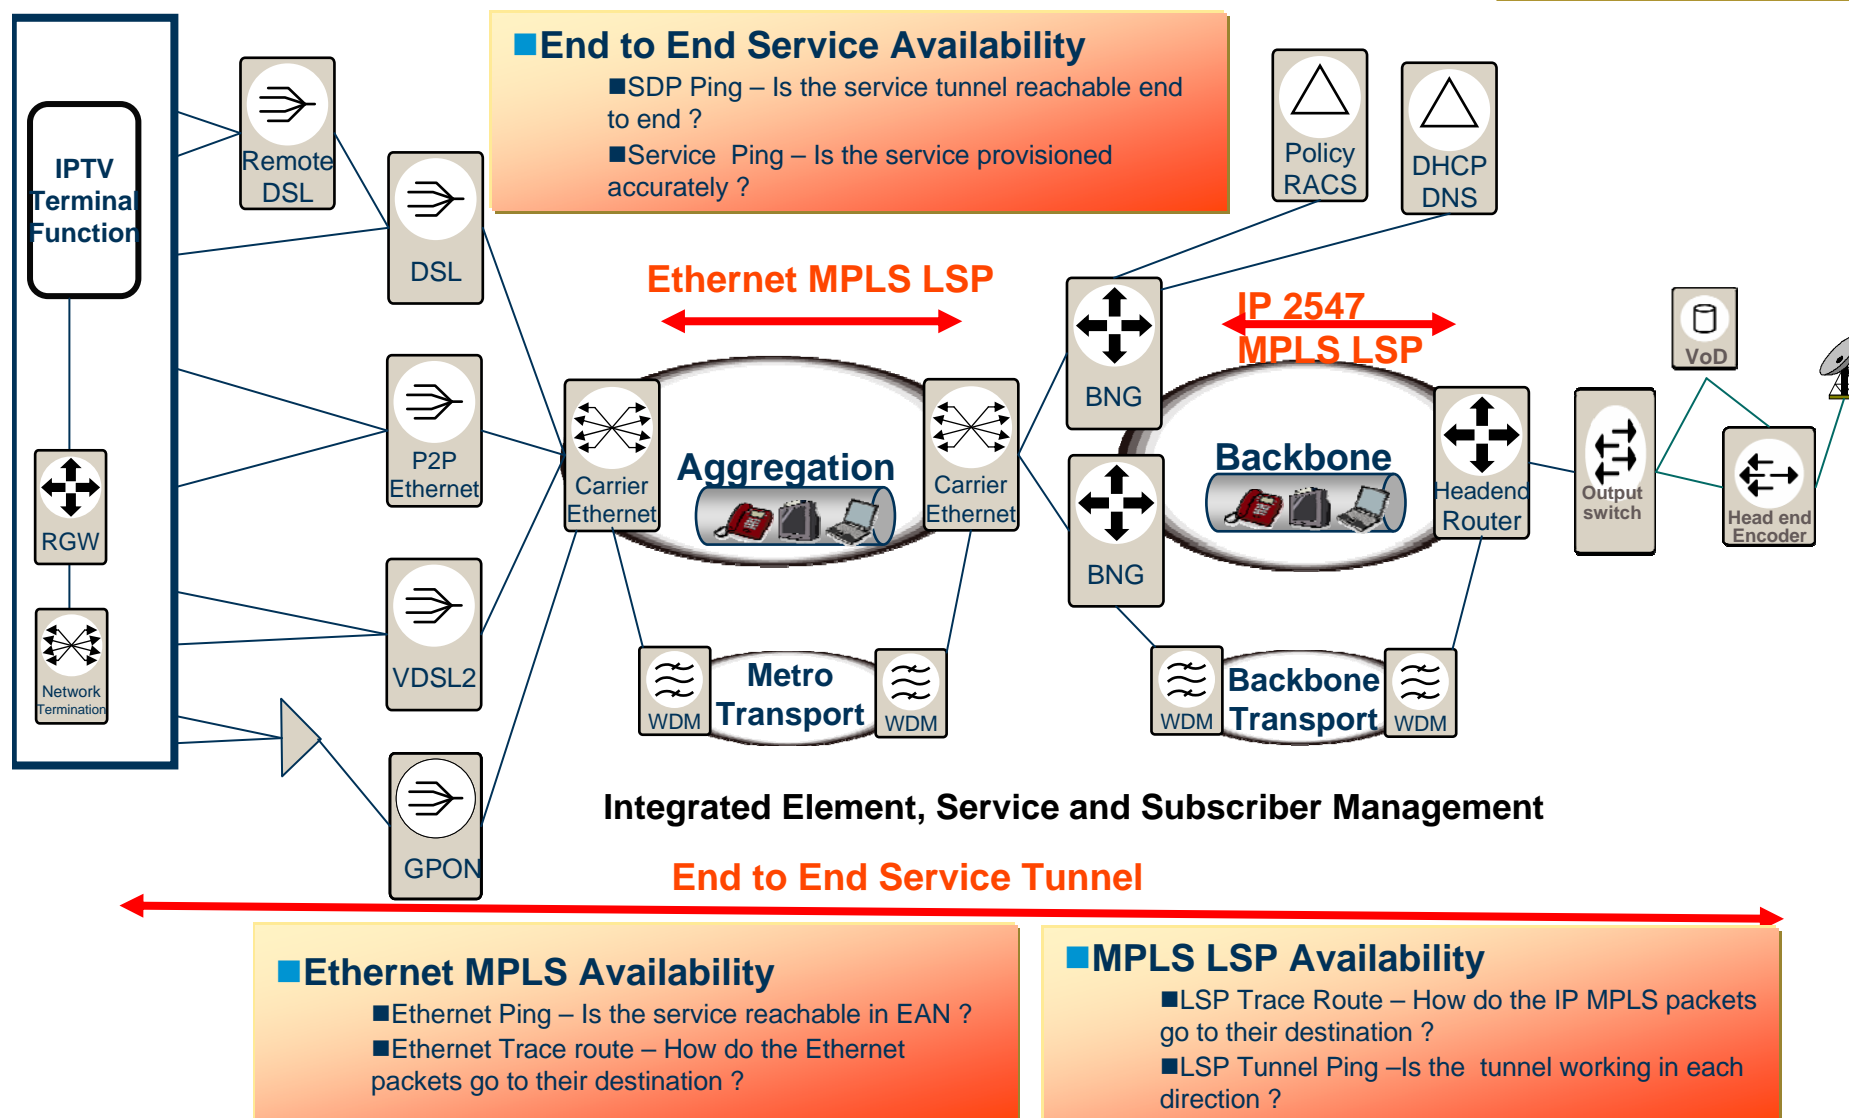 ■End to End Service Availability
■SDP Ping – Is the service tunnel reachable end
to end ?
■Service Ping – Is the service provisioned
accurately ?
IPTV
Terminal
Function
Remote
DSL
DSL
Policy
RACS
DHCP
DNS
Ethernet MPLS LSP
IP 2547
MPLS LSP
VoD
BNG
P2P
Ethernet
Carrier
Ethernet
Aggregation
Carrier
Ethernet
Backbone
Headend
Router
Output
switch
Head end
Encoder
RGW
BNG
Network
Termination
VDSL2
WDM
Metro
Transport
WDM
WDM
Backbone
Transport
WDM
GPON
Integrated Element, Service and Subscriber Management
End to End Service Tunnel
■Ethernet MPLS Availability
■Ethernet Ping – Is the service reachable in EAN ?
■Ethernet Trace route – How do the Ethernet
packets go to their destination ?
■MPLS LSP Availability
■LSP Trace Route – How do the IP MPLS packets
go to their destination ?
■LSP Tunnel Ping –Is the tunnel working in each
direction ?